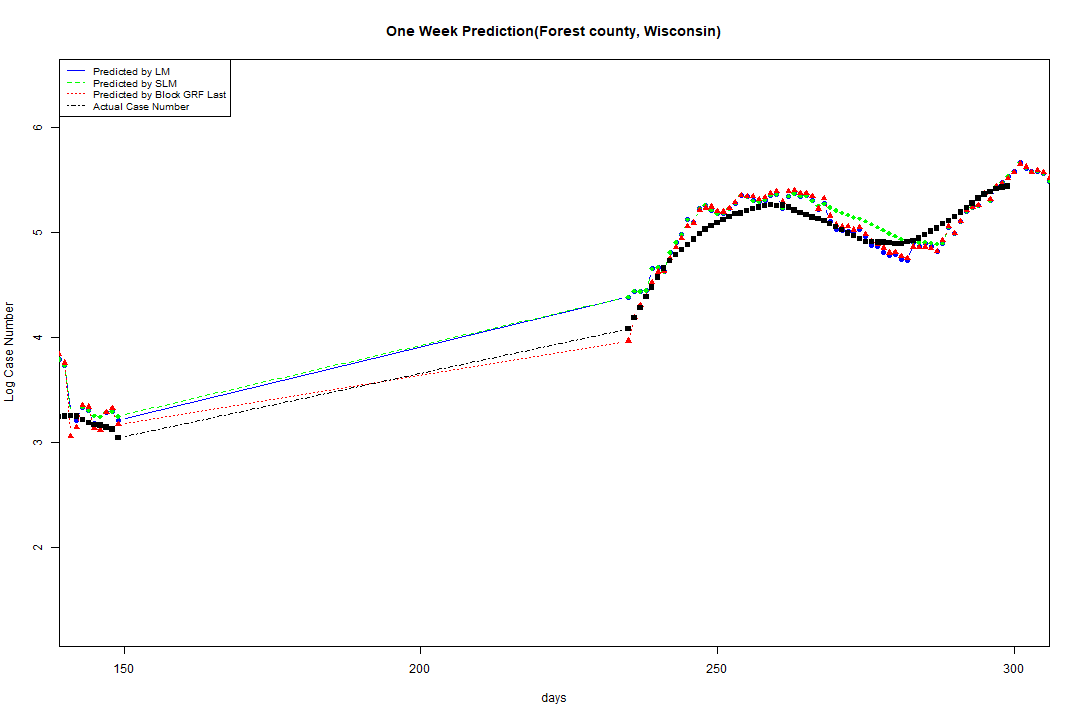 One Week Prediction(Forest county, Wisconsin)
Predicted by LM
Predicted by SLM
Predicted by Block GRF Last
Actual Case Number
6
5
4
3
2
Log Case Number
150 200 250 300
days